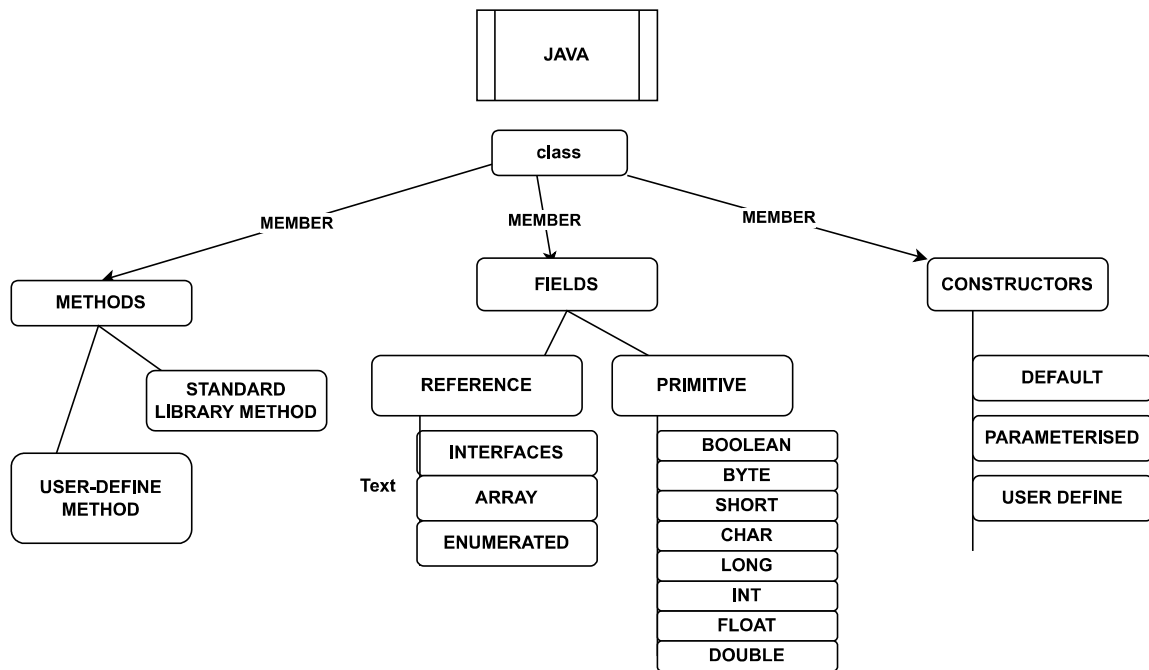 JAVA
class
MEMBER
MEMBER
MEMBER
METHODS
FIELDS
CONSTRUCTORS
STANDARD
LIBRARY METHOD
USER-DEFINE
METHOD
REFERENCE
PRIMITIVE
INTERFACES
Text
ARRAY
ENUMERATED
BOOLEAN
BYTE
SHORT
CHAR
LONG
INT
FLOAT
DOUBLE
DEFAULT
PARAMETERISED
USER DEFINE